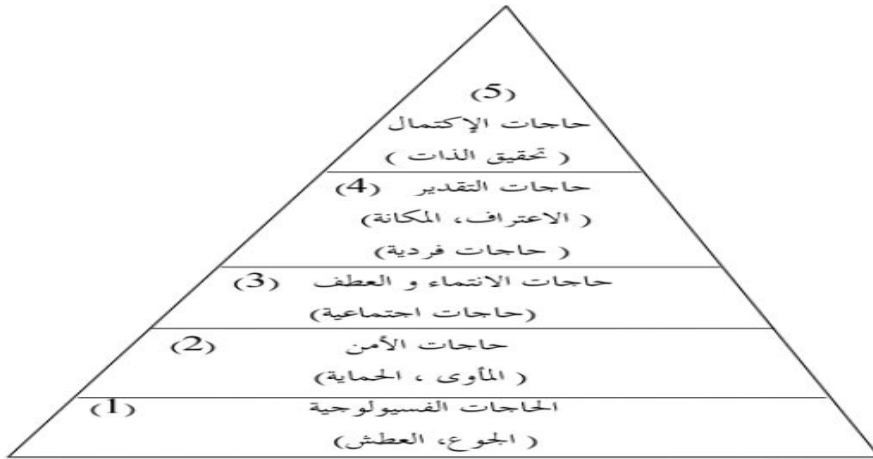 (5)
حاجات الإكتمال
( تحقيق الذات )
حاجات التقدير (4)
( الاعتراف، المكانة)
( حاجات فردية)
حاجات الانتماء و العطف (3)
(حاجات اجتماعية)
حاجات الأمن (2)
( المأوى ، الحماية)
الحاجات الفسيولوجية (1)
( الجوع، العطش)